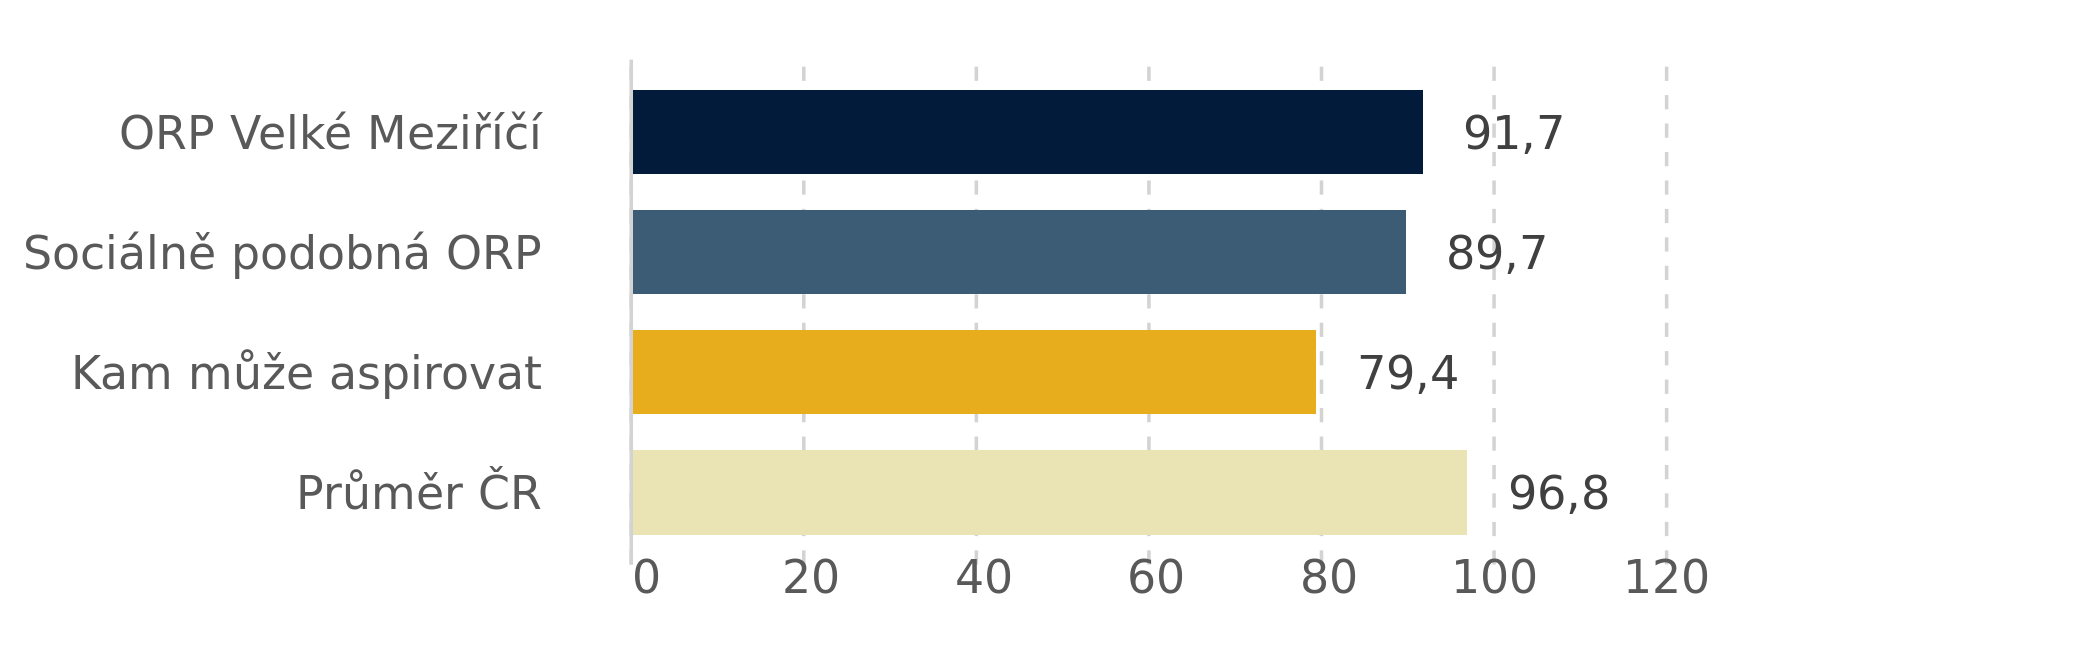 ORP Velké Meziříčí 91,7
Sociálně podobná ORP 89,7
Kam může aspirovat 79,4
Průměr ČR 96,8
0 20 40 60 80 100 120